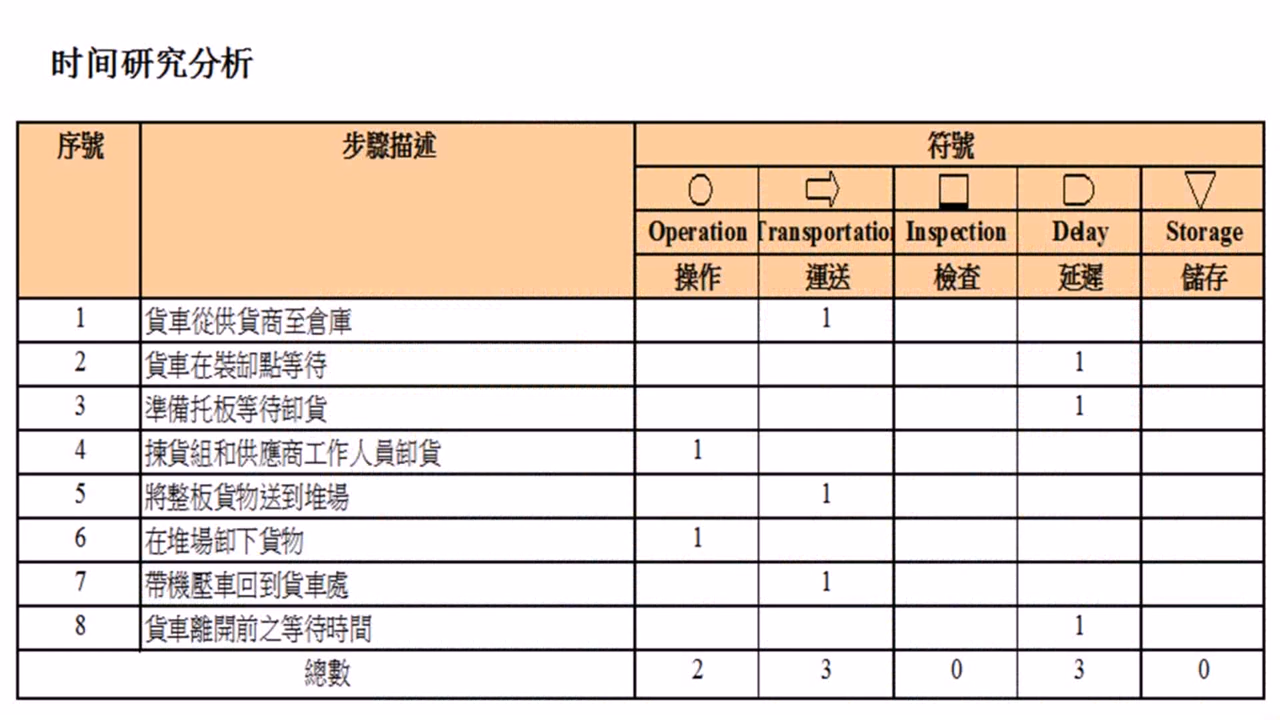 时间研究分析
序號 步驟描述 符號
Operation Transportation Inspection Delay Storage
操作 運送 檢查 延遲 儲存
1 貨車從供貨商至倉庫 1
2 貨車在裝卸點等待 1
3 準備托板等待卸貨 1
4 揀貨組和供應商工作人員卸貨 1
5 將整板貨物送到堆場 1
6 在堆場卸下貨物 1
7 帶機壓車回到貨車處 1
8 貨車離開前之等待時間 1
總數 2 3 0 3 0